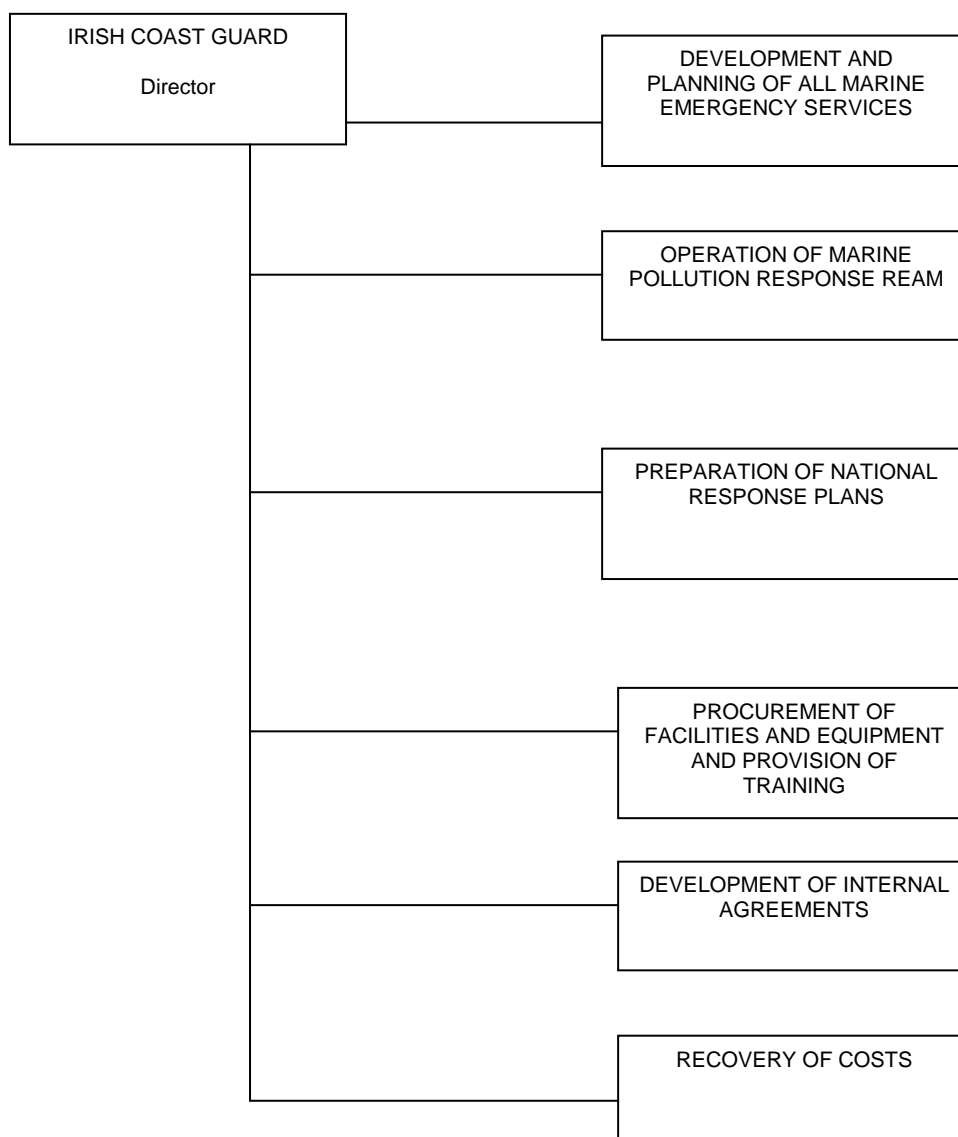 IRISH COAST GUARD
Director
DEVELOPMENT AND
PLANNING OF ALL MARINE
EMERGENCY SERVICES
OPERATION OF MARINE
POLLUTION RESPONSE REAM
PREPARATION OF NATIONAL
RESPONSE PLANS
PROCUREMENT OF
FACILITIES AND EQUIPMENT
AND PROVISION OF
TRAINING
DEVELOPMENT OF INTERNAL
AGREEMENTS
RECOVERY OF COSTS